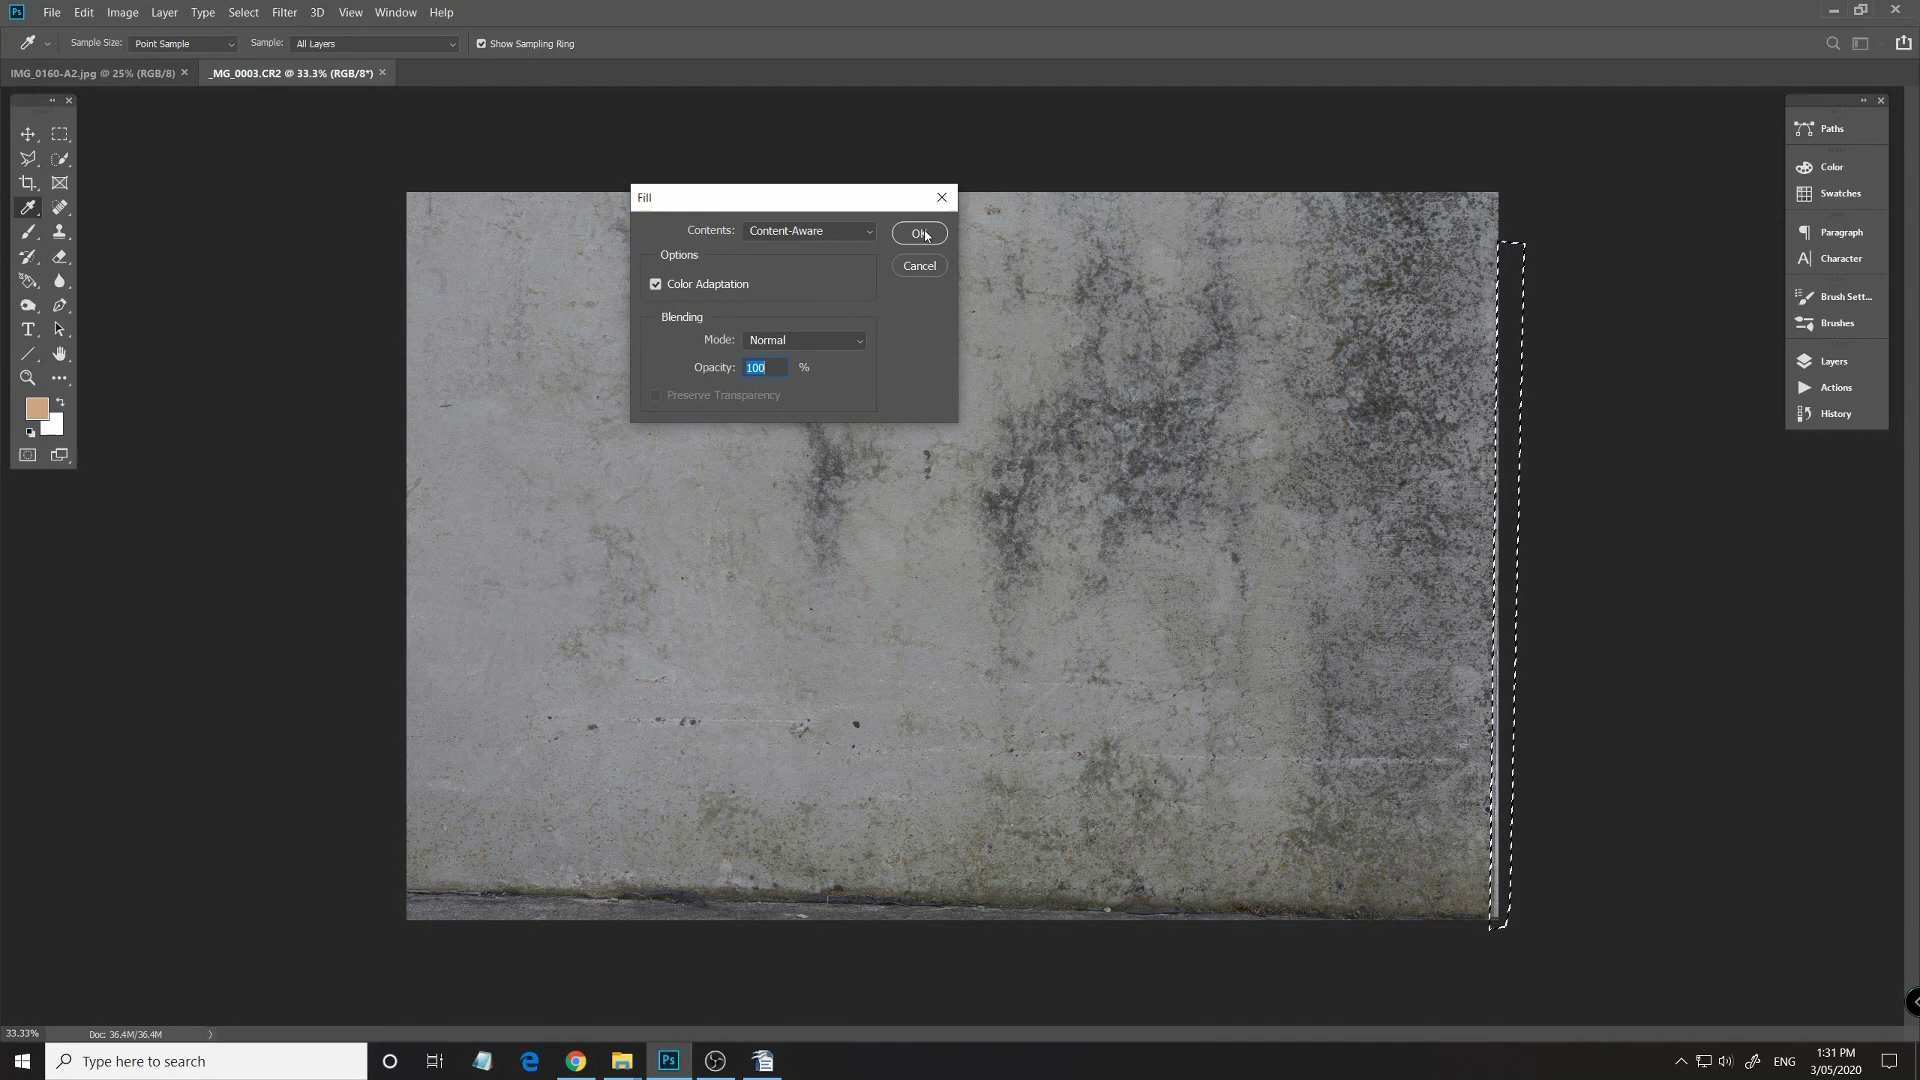 Ps File Edit Image Layer Type Select Filter 3D View Window Help
Sample Size: Point Sample Sample: All Layers Show Sampling Ring
IMG_0160-A2.jpg @ 25% (RGB/8) × _MG_0003.CR2 @ 33.3% (RGB/8*) ×
Fill
Contents: Content-Aware
OK
Options
Color Adaptation
Cancel
Blending
Mode: Normal
Opacity: 100 %
Preserve Transparency
Paths
Color
Swatches
Paragraph
Character
Brush Sett...
Brushes
Layers
Actions
History
33.33% Doc: 36.4M/36.4M
Type here to search
Ps
ENG
1:31 PM
3/05/2020